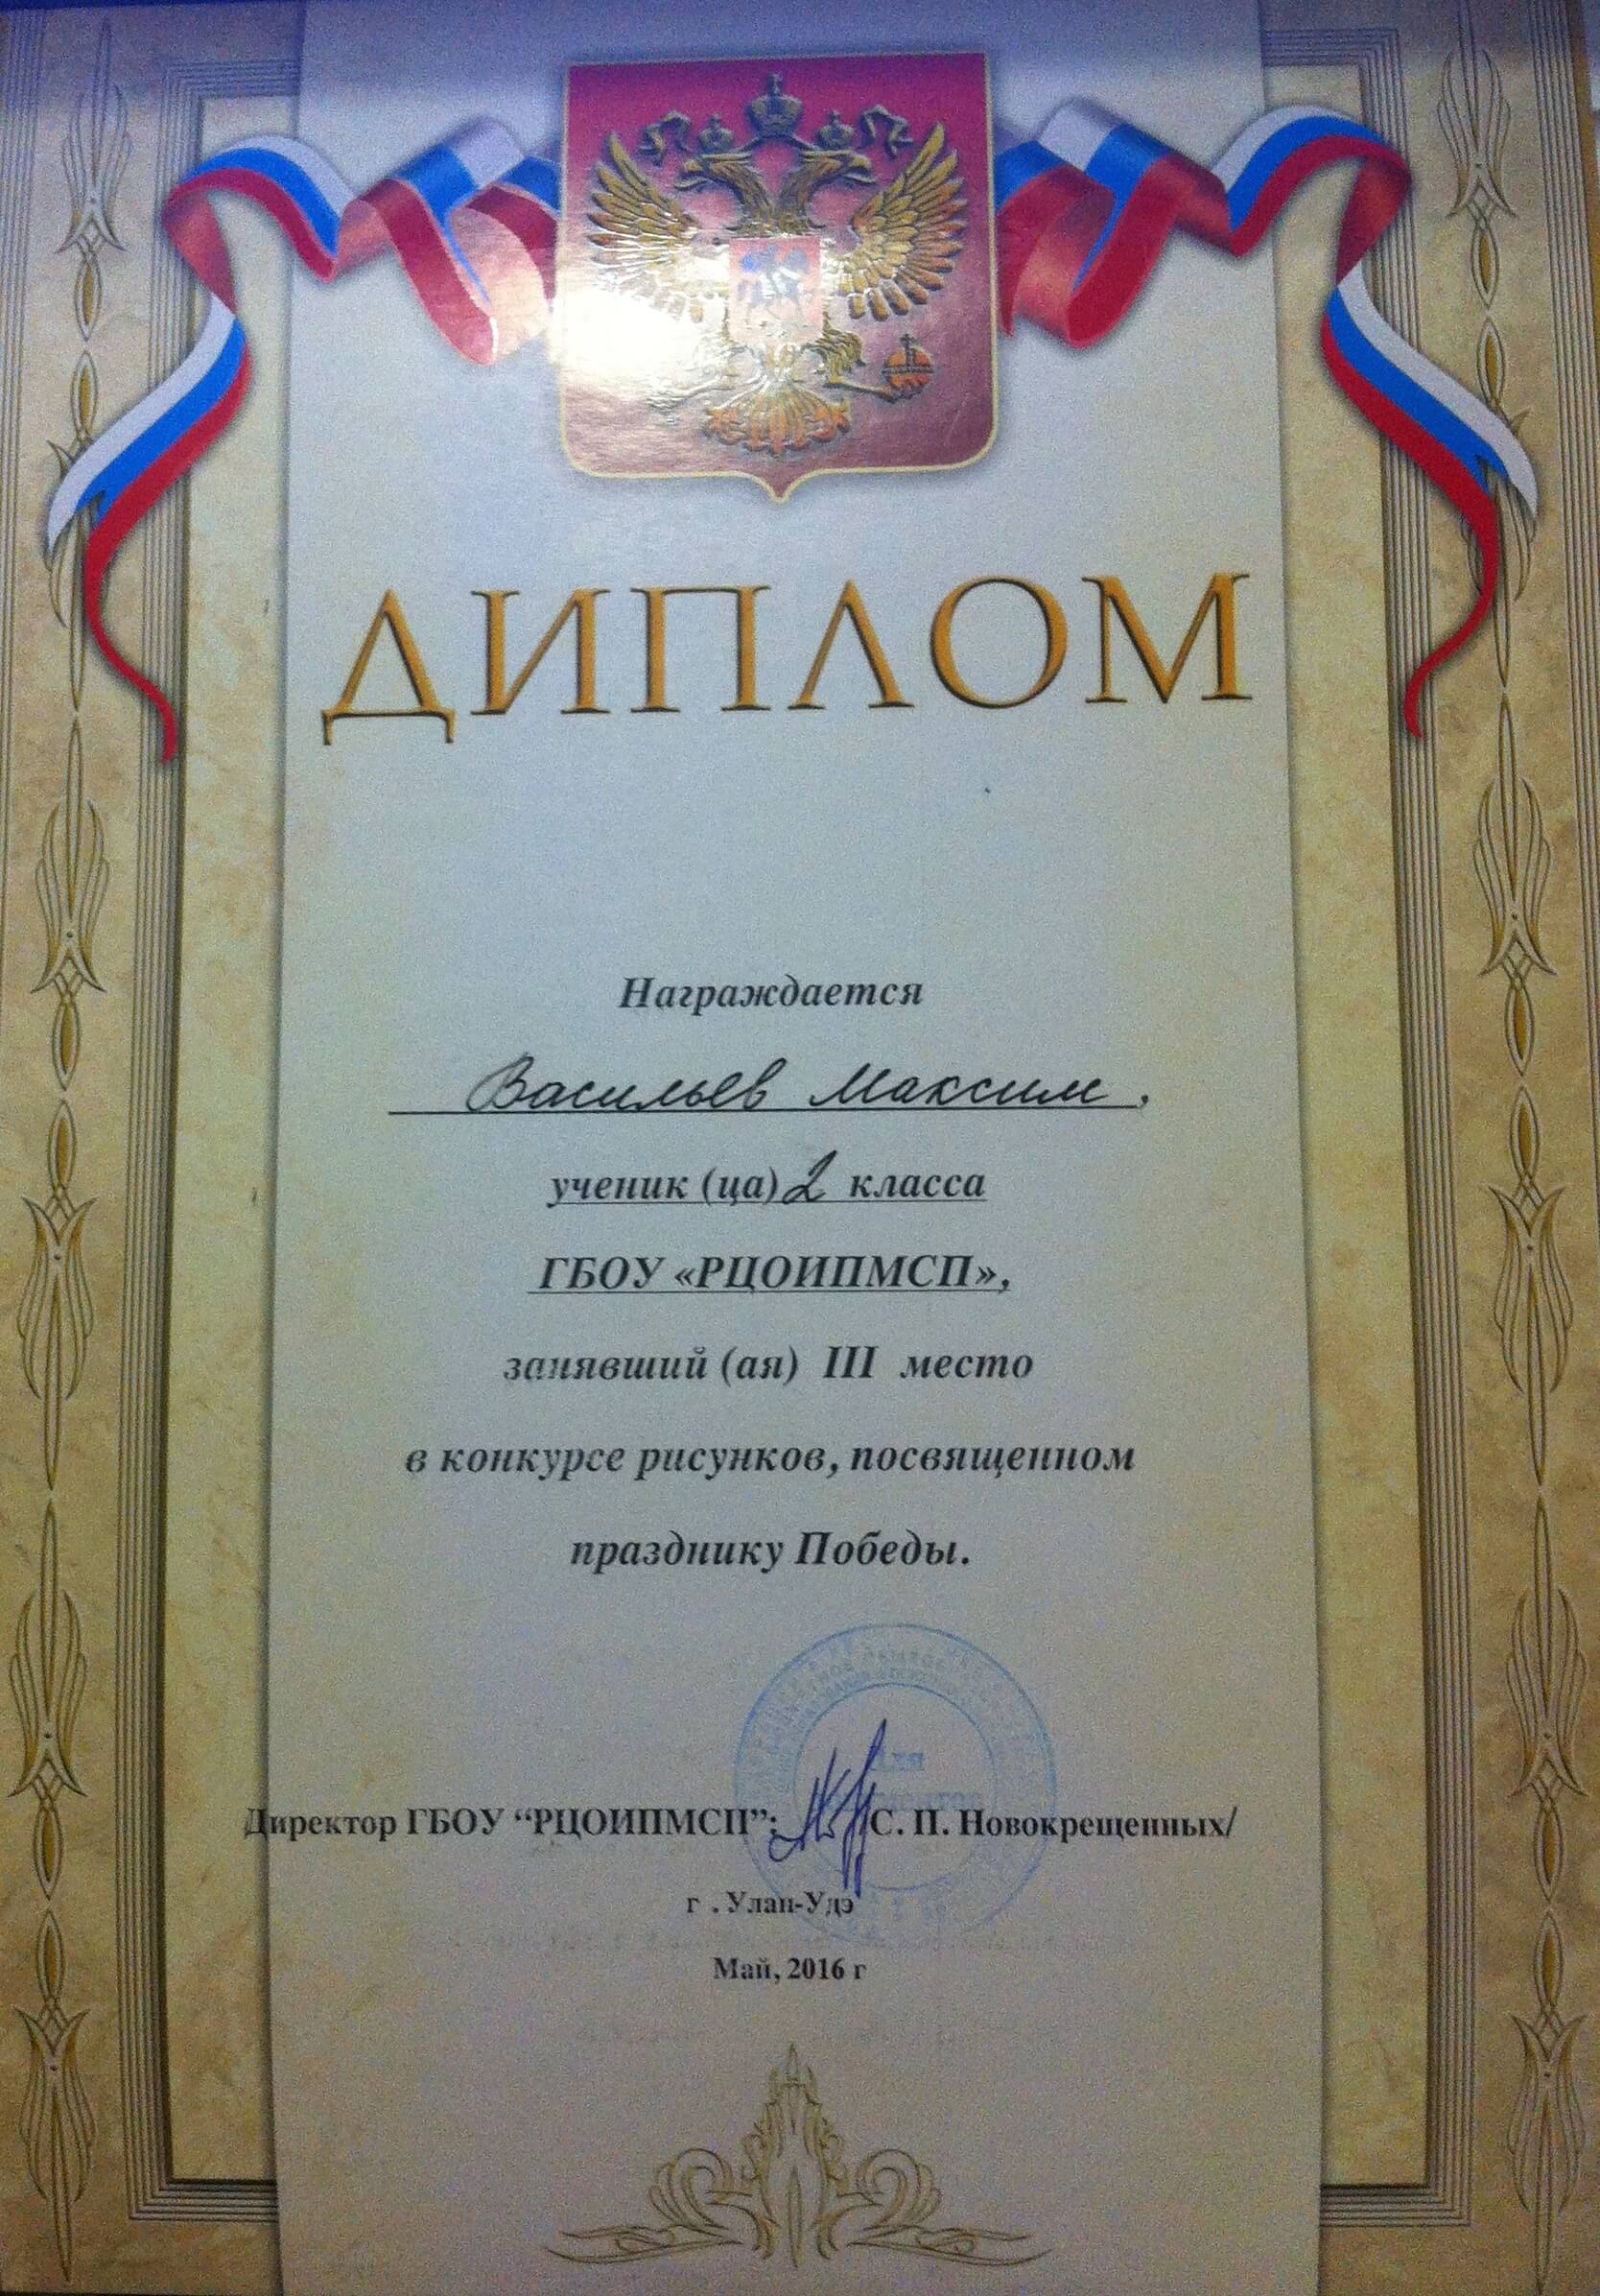 ДИПЛОМ
Награждается
Васильев Максим,
ученик (ца) 2 класса
ГБОУ «РЦОИПМСП»,
занявший (ая) III место
в конкурсе рисунков, посвященном
празднику Победы.
Для
Директор ГБОУ “РЦОИПМСП”: /С. П. Новокрещенных/
г . Улан-Удэ
Май, 2016 г